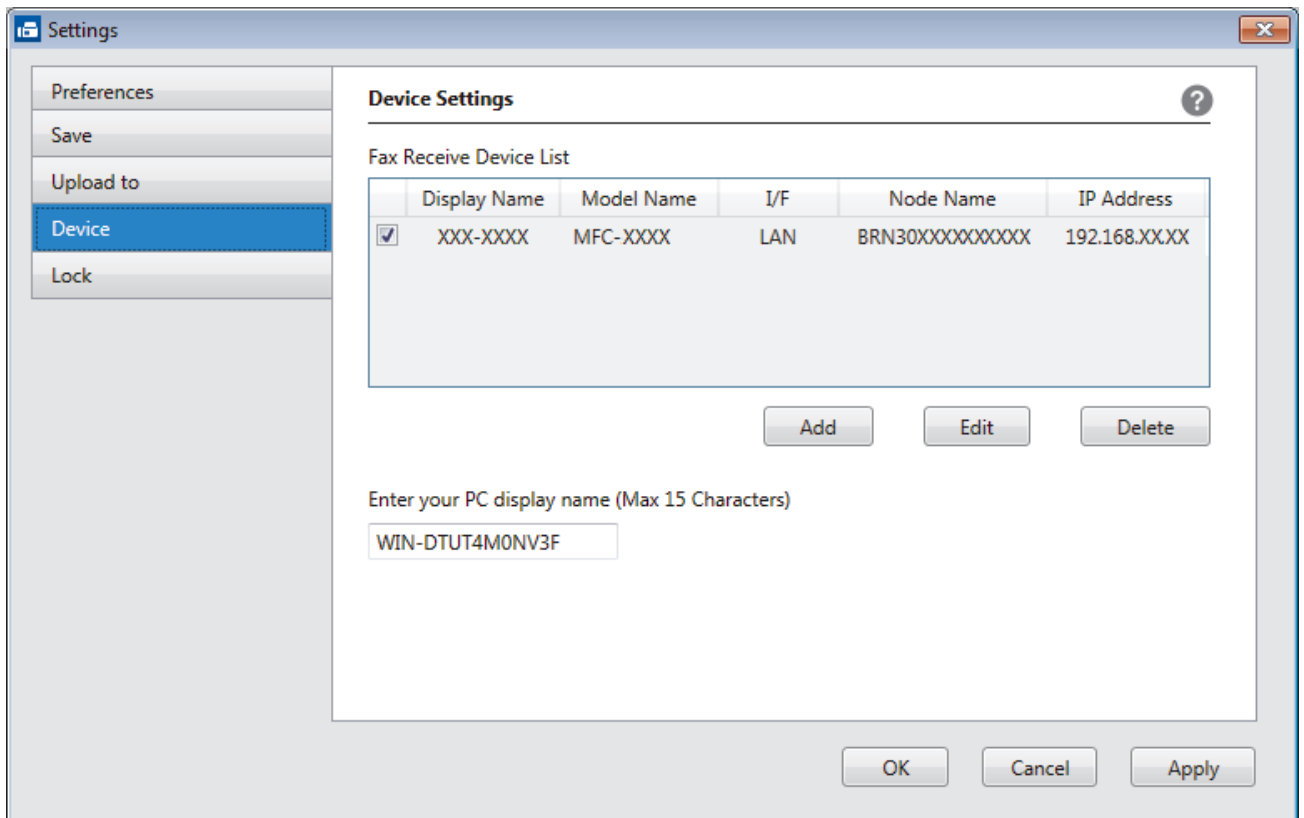 Settings
Preferences
Save
Upload to
Device
Lock
Device Settings
?
Fax Receive Device List
Display Name Model Name I/F Node Name IP Address
XXX-XXXX MFC-XXXX LAN BRN30XXXXXXXXXX 192.168.XX.XX
Add Edit Delete
Enter your PC display name (Max 15 Characters)
WIN-DTUT4M0NV3F
OK Cancel Apply